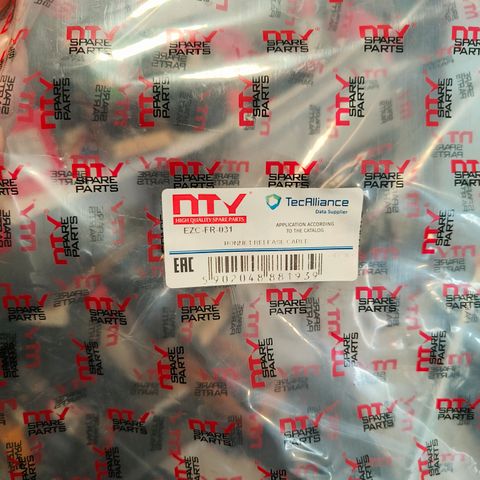 NTY
HIGH QUALITY SPARE PARTS
EZC-FR-031
TecAlliance
Data Supplier
APPLICATION ACCORDING
TO THE CATALOG
BONNET RELEASE CABLE
EAC
5902048881939
NTY
SPARE
PARTS